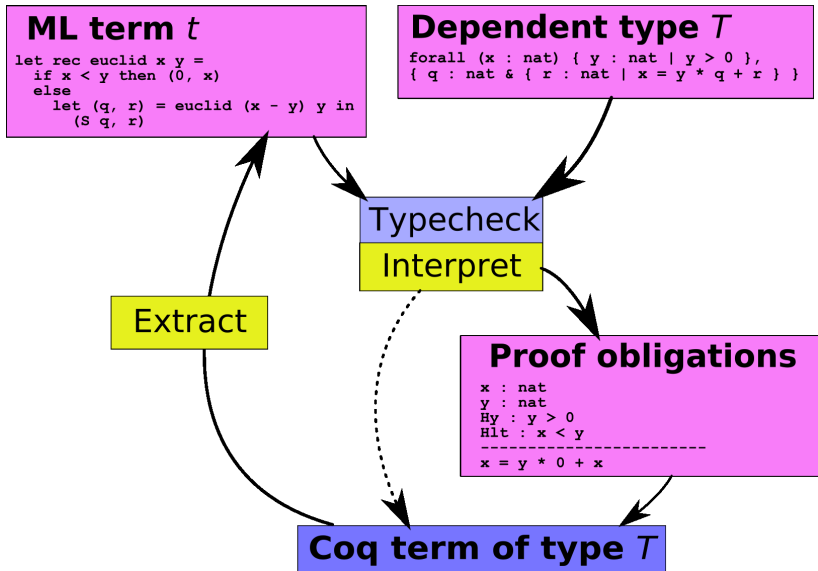 ML term t
let rec euclid x y =
  if x < y then (0, x)
  else
    let (q, r) = euclid (x - y) y in
      (S q, r)
Dependent type T
forall (x : nat) { y : nat | y > 0 },
{ q : nat & { r : nat | x = y * q + r } }
Typecheck
Interpret
Extract
Proof obligations
x : nat
y : nat
Hy : y > 0
Hlt : x < y
------------------------
x = y * 0 + x
Coq term of type T